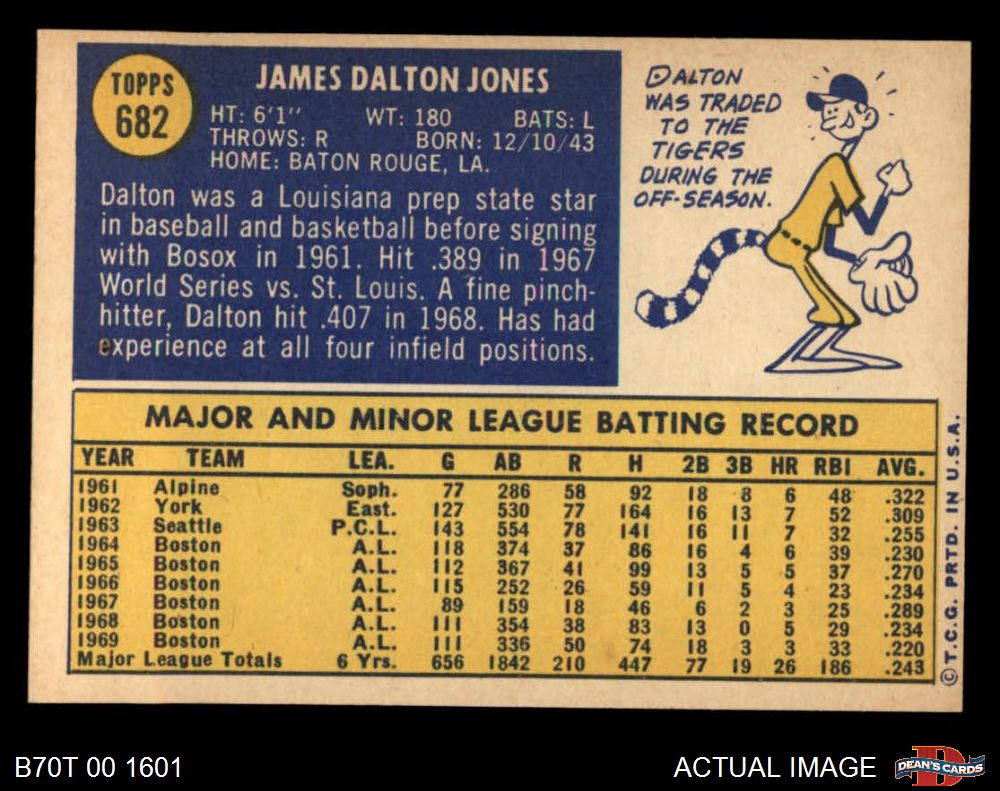 TOPPS
682
JAMES DALTON JONES
HT: 6'1" WT: 180 BATS: L
THROWS: R BORN: 12/10/43
HOME: BATON ROUGE, LA.
Dalton was a Louisiana prep state star
in baseball and basketball before signing
with Bosox in 1961. Hit .389 in 1967
World Series vs. St. Louis. A fine pinch-
hitter, Dalton hit .407 in 1968. Has had
experience at all four infield positions.
DALTON
WAS TRADED
TO THE
TIGERS
DURING THE
OFF-SEASON.
MAJOR AND MINOR LEAGUE BATTING RECORD
YEAR TEAM LEA. G AB R H 2B 3B HR RBI AVG.
1961 Alpine Soph. 77 286 58 92 18 8 6 48 .322
1962 York East. 127 530 77 164 16 13 7 52 .309
1963 Seattle P.C.L. 143 554 78 141 16 11 7 32 .255
1964 Boston A.L. 118 374 37 86 16 4 6 39 .230
1965 Boston A.L. 112 367 41 99 13 5 5 37 .270
1966 Boston A.L. 115 252 26 59 11 5 4 23 .234
1967 Boston A.L. 89 159 18 46 6 2 3 25 .289
1968 Boston A.L. 111 354 38 83 13 0 5 29 .234
1969 Boston A.L. 111 336 50 74 18 3 3 33 .220
Major League Totals 6 Yrs. 656 1842 210 447 77 19 26 186 .243
© T.C.G. PRTD. IN U.S.A.
B70T 00 1601
ACTUAL IMAGE
D
DEAN'S CARDS